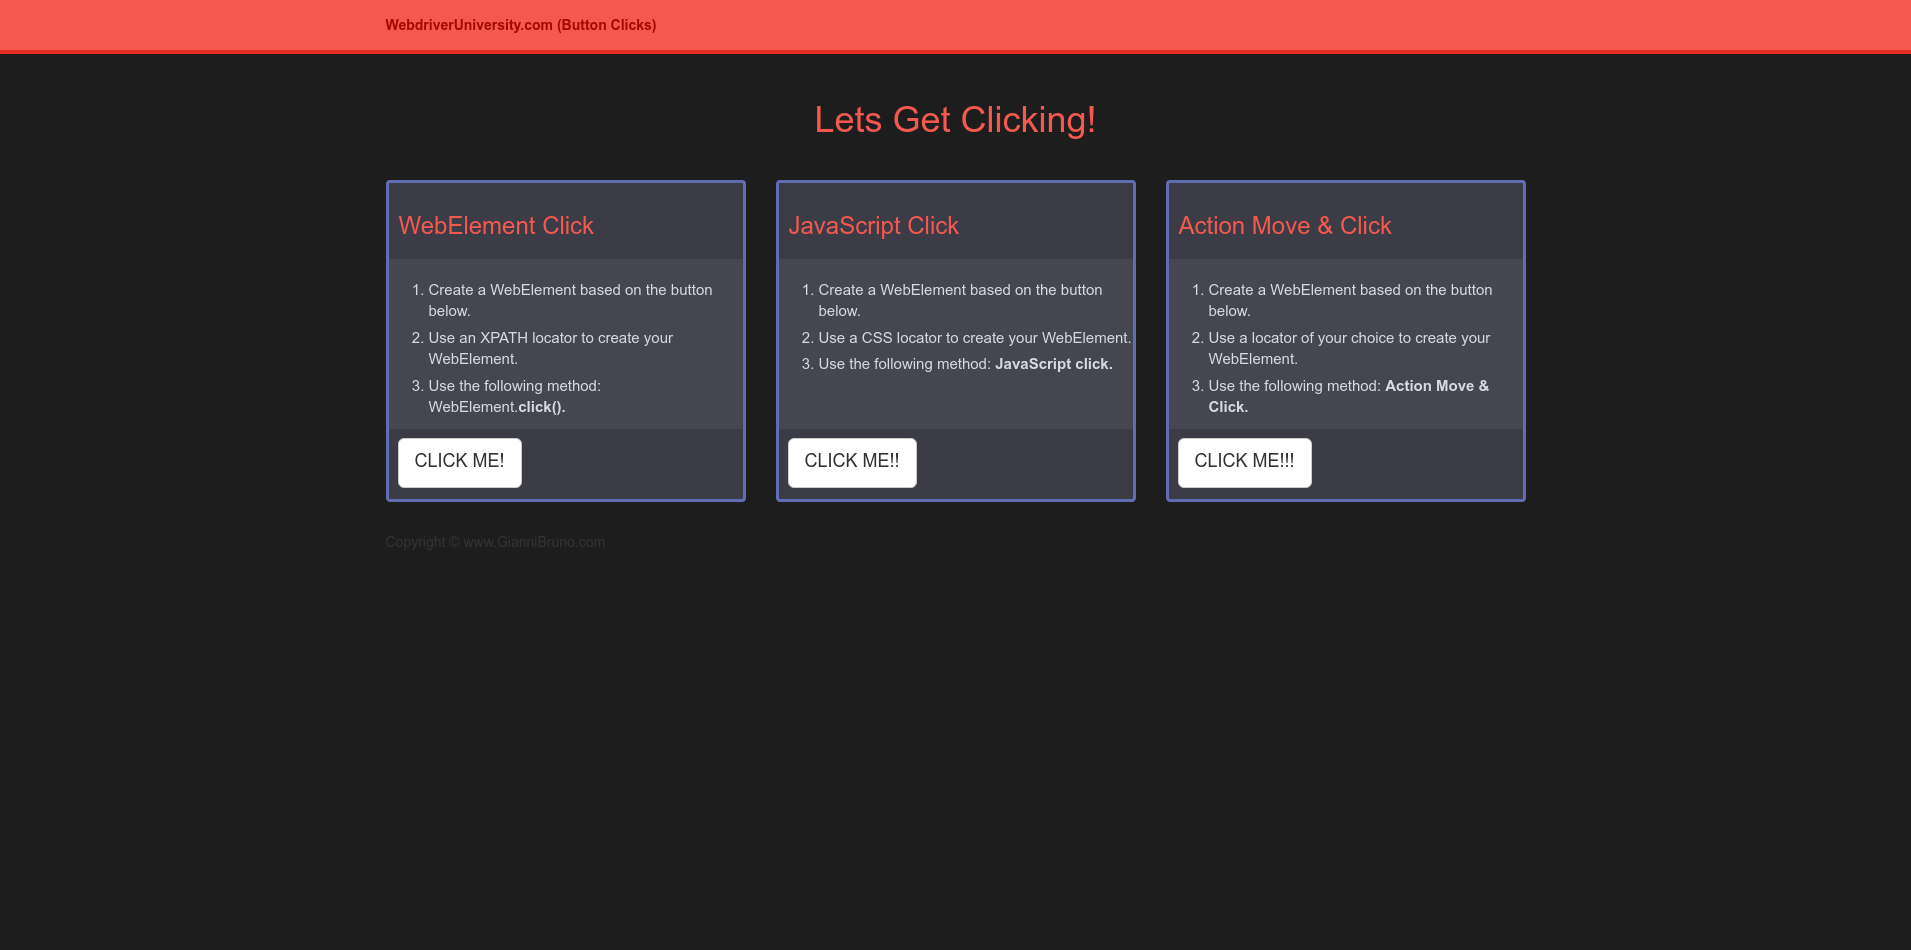 WebdriverUniversity.com (Button Clicks)
Lets Get Clicking!
WebElement Click
1. Create a WebElement based on the button
below.
2. Use an XPATH locator to create your
WebElement.
3. Use the following method:
WebElement.click().
CLICK ME!
JavaScript Click
1. Create a WebElement based on the button
below.
2. Use a CSS locator to create your WebElement.
3. Use the following method: JavaScript click.
CLICK ME!!
Action Move & Click
1. Create a WebElement based on the button
below.
2. Use a locator of your choice to create your
WebElement.
3. Use the following method: Action Move &
Click.
CLICK ME!!!
Copyright © www.GianniBruno.com